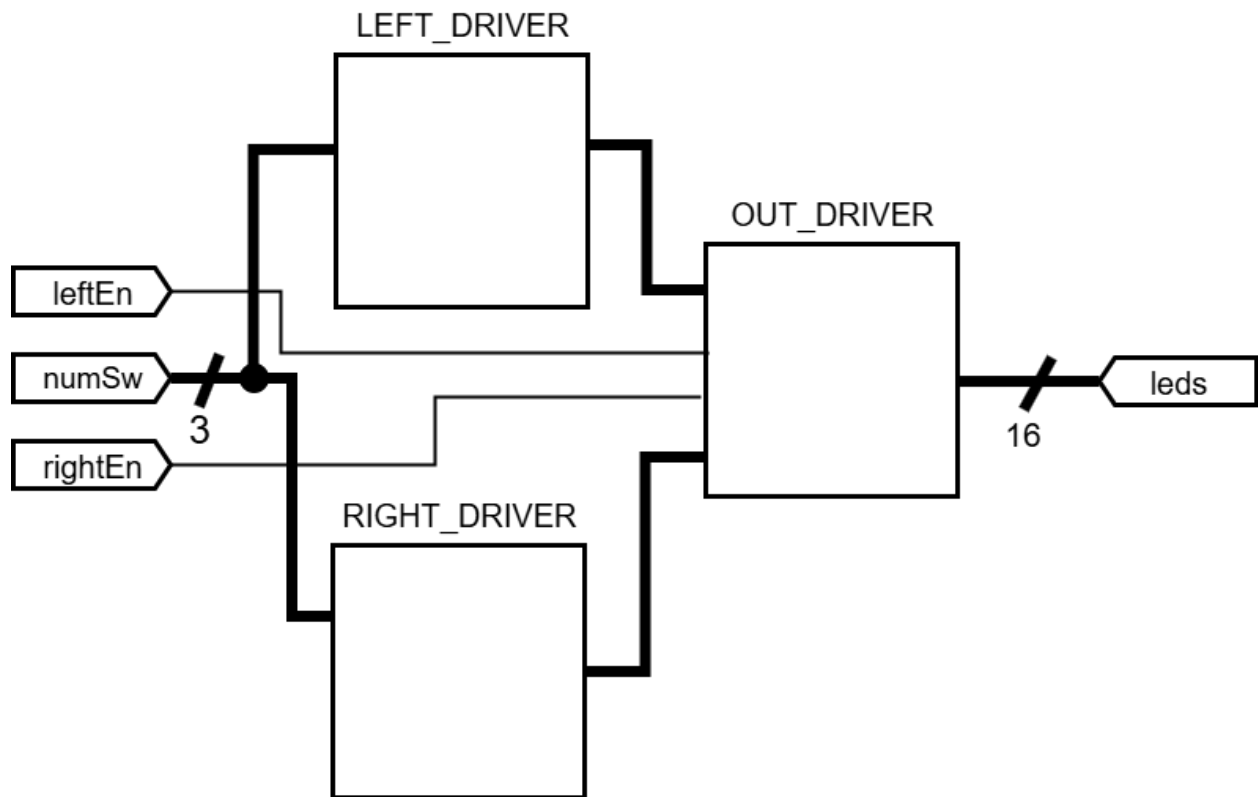 LEFT_DRIVER
OUT_DRIVER
leftEn
numSw
3
rightEn
leds
16
RIGHT_DRIVER